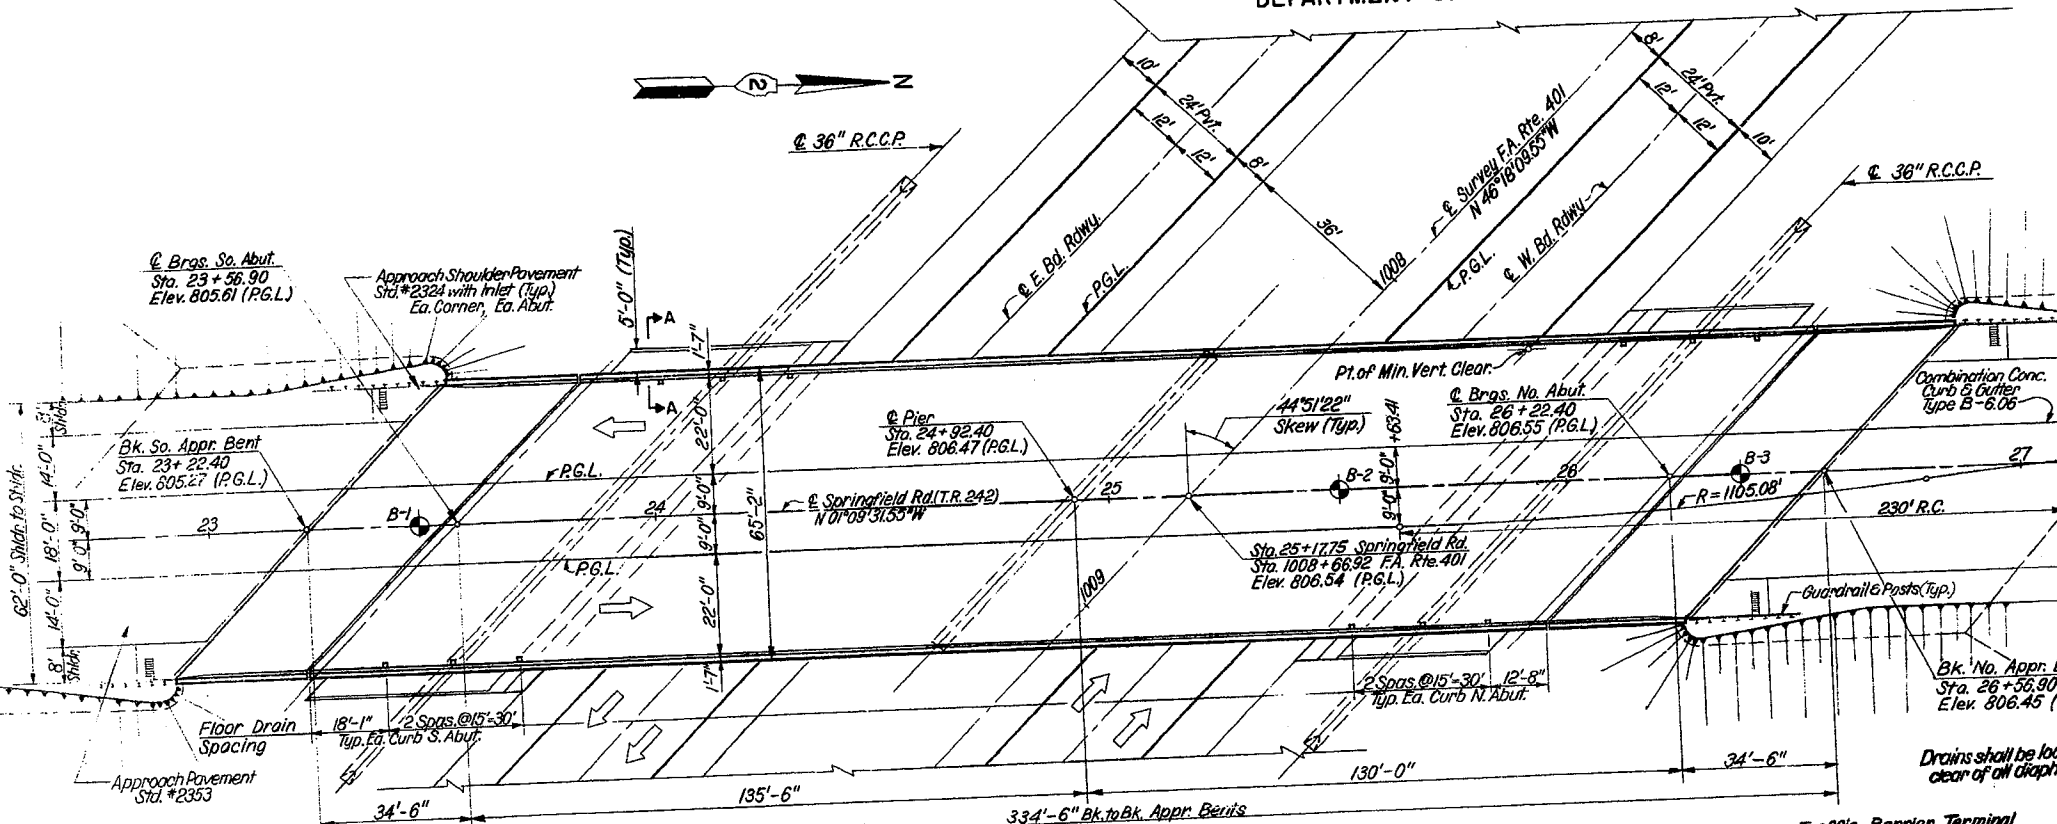 2
N
℄ 36" R.C.C.P.
10'
24' Pvt.
12'
12'
8'
36'
8'
24' Pvt.
12'
12'
10'
℄ Survey F.A. Rte. 401
N 46°18'09.55"W
℄ 36" R.C.C.P.
℄ E. Bd. Rdwy.
P.G.L.
1008
P.G.L.
℄ W. Bd. Rdwy
℄ Brgs. So. Abut.
Sta. 23+56.90
Elev. 805.61 (P.G.L)
Approach Shoulder Pavement
Std. #2324 with Inlet (Typ.)
Ea. Corner, Ea. Abut.
5'-0" (Typ.)
A
A
1'-7"
Pt. of Min. Vert. Clear.
℄ Brgs. No. Abut.
Sta. 26+22.40
Elev. 806.55 (P.G.L.)
Combination Conc.
Curb & Gutter
Type B-6.06
62'-0" Shldr. to Shldr.
Shldr.
14'-0"
18'-0"
14'-0"
8'
Shldr.
9'-0"
9'-0"
Bk. So. Appr. Bent
Sta. 23+22.40
Elev. 805.27 (P.G.L.)
22'-0"
9'-0"
9'-0"
22'-0"
1'-7"
65'-2"
P.G.L.
P.G.L.
℄ Pier
Sta. 24+92.40
Elev. 806.47 (P.G.L.)
44°51'22"
Skew (Typ.)
+63.41
9'-0"
9'-0"
23
B-1
24
℄ Springfield Rd. (T.R. 242)
N 01°09'31.55"W
25
B-2
26
B-3
27
R=1105.08'
230' R.C.
Sta. 25+17.75 Springfield Rd.
Sta. 1008+66.92 F.A. Rte. 401
Elev. 806.54 (P.G.L.)
1009
Guardrail & Posts (Typ.)
Bk. No. Appr.
Sta. 26+56.90
Elev. 806.45 (
Floor Drain
Spacing
18'-1"
2 Spas. @15'=30'
Typ. Ea. Curb S. Abut.
2 Spas. @15'=30'
12'-8"
Typ. Ea. Curb N. Abut.
Approach Pavement
Std. #2353
Drains shall be
clear of all
34'-6"
135'-6"
130'-0"
34'-6"
334'-6" Bk. to Bk. Appr. Bents
Barrier Terminal